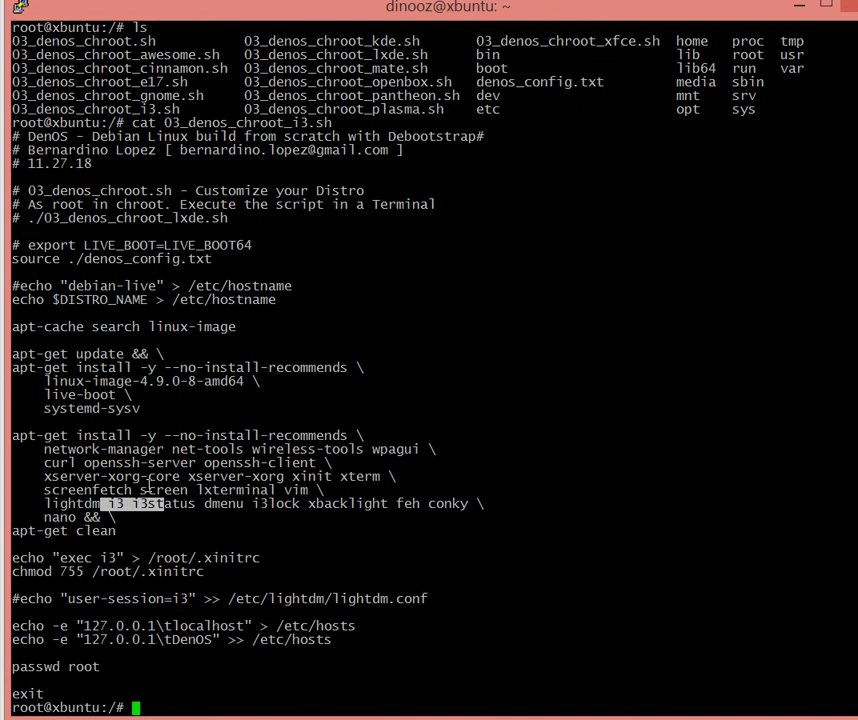 dinooz@xbuntu: ~
root@xbuntu:/# ls
03_denos_chroot.sh 03_denos_chroot_kde.sh 03_denos_chroot_xfce.sh home proc tmp
03_denos_chroot_awesome.sh 03_denos_chroot_lxde.sh bin lib root usr
03_denos_chroot_cinnamon.sh 03_denos_chroot_mate.sh boot lib64 run var
03_denos_chroot_e17.sh 03_denos_chroot_openbox.sh denos_config.txt media sbin
03_denos_chroot_gnome.sh 03_denos_chroot_pantheon.sh dev mnt srv
03_denos_chroot_i3.sh 03_denos_chroot_plasma.sh etc opt sys
root@xbuntu:/# cat 03_denos_chroot_i3.sh
# DenOS - Debian Linux build from scratch with Debootstrap#
# Bernardino Lopez [ bernardino.lopez@gmail.com ]
# 11.27.18
# 03_denos_chroot.sh - Customize your Distro
# As root in chroot. Execute the script in a Terminal
# ./03_denos_chroot_lxde.sh
# export LIVE_BOOT=LIVE_BOOT64
source ./denos_config.txt
#echo "debian-live" > /etc/hostname
echo $DISTRO_NAME > /etc/hostname
apt-cache search linux-image
apt-get update && \
apt-get install -y --no-install-recommends \
linux-image-4.9.0-8-amd64 \
live-boot \
systemd-sysv
apt-get install -y --no-install-recommends \
network-manager net-tools wireless-tools wpagui \
curl openssh-server openssh-client \
xserver-xorg-core xserver-xorg xinit xterm \
screenfetch screen lxterminal vim \
lightdm i3 i3status dmenu i3lock xbacklight feh conky \
nano && \
apt-get clean
echo "exec i3" > /root/.xinitrc
chmod 755 /root/.xinitrc
#echo "user-session=i3" >> /etc/lightdm/lightdm.conf
echo -e "127.0.0.1\tlocalhost" > /etc/hosts
echo -e "127.0.0.1\tDenOS" >> /etc/hosts
passwd root
exit
root@xbuntu:/#